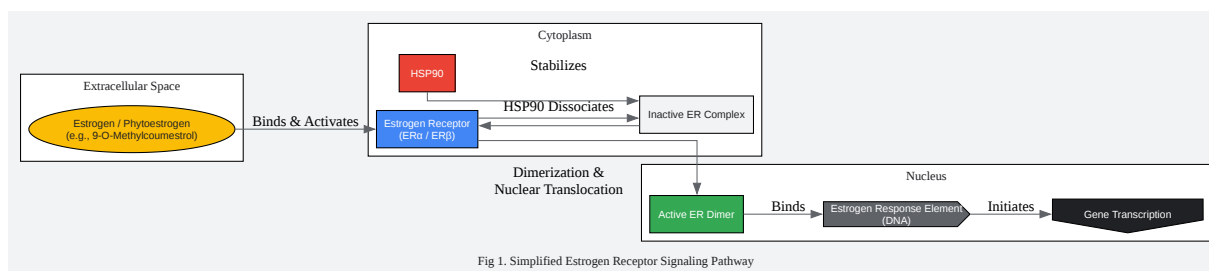 Cytoplasm
HSP90
Stabilizes
Extracellular Space
Estrogen / Phytoestrogen
(e.g., 9-O-Methylcoumestrol)
Binds & Activates
HSP90 Dissociates
Estrogen Receptor
(ERα / ERβ)
Inactive ER Complex
Dimerization &
Nuclear Translocation
Nucleus
Active ER Dimer
Binds
Estrogen Response Element
(DNA)
Initiates
Gene Transcription
Fig 1. Simplified Estrogen Receptor Signaling Pathway